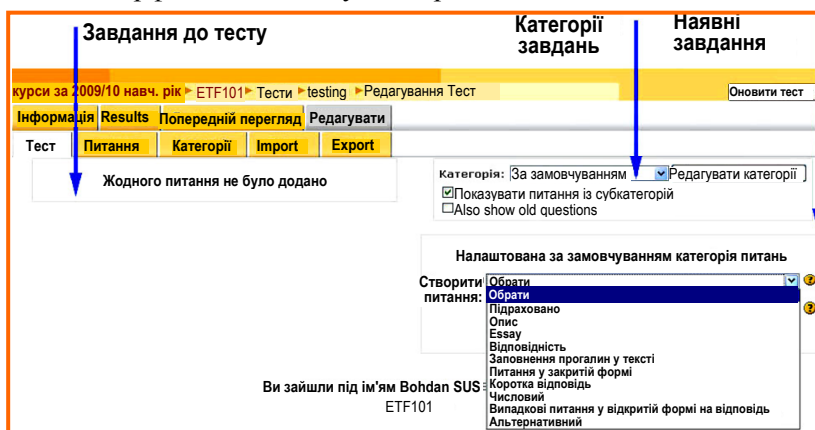 Завдання до тесту
Категорії завдань
Наявні завдання
курси за 2009/10 навч. рік ► ETF101 ► Тести ► testing ► Редагування Тест
Оновити тест
Інформація Results Попередній перегляд Редагувати
Тест Питання Категорії Import Export
Жодного питання не було додано
Категорія: За замовчуванням Редагувати категорії
Показувати питання із субкатегорій
Also show old questions
Налаштована за замовчуванням категорія питань
Створити питання: Обрати
Обрати
Підраховано
Опис
Essay
Відповідність
Заповнення прогалин у тексті
Питання у закритій формі
Коротка відповідь
Числовий
Випадкові питання у відкритій формі на відповідь
Альтернативний
Ви зайшли під ім'ям Bohdan SUS
ETF101